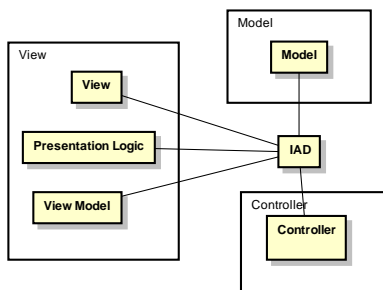 Model
Model
View
View
Presentation Logic
IAD
View Model
Controller
Controller